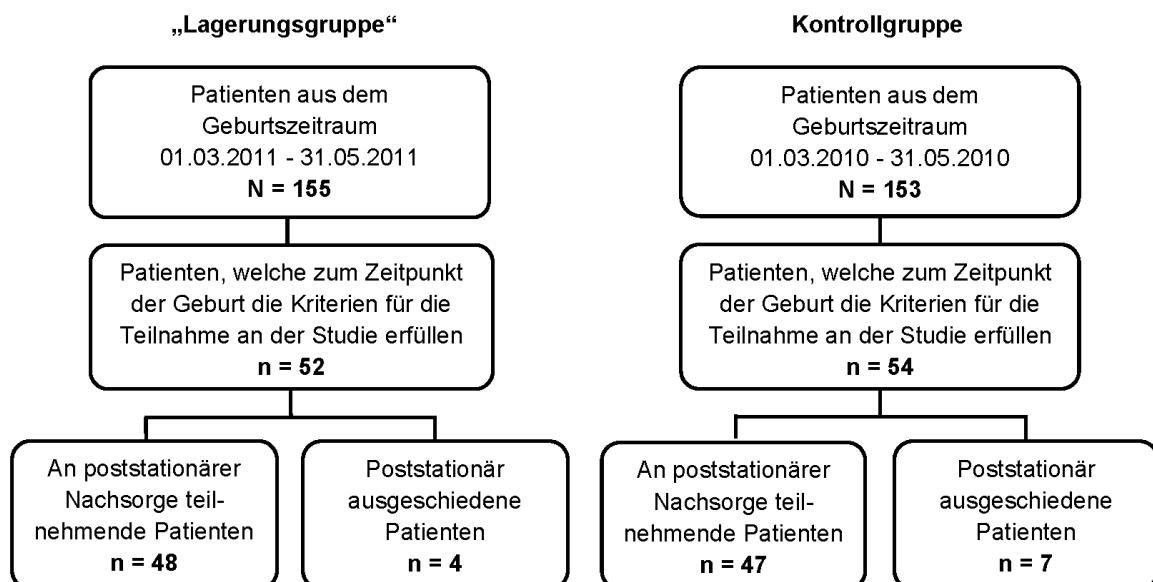 „Lagerungsgruppe“
Patienten aus dem
Geburtszeitraum
01.03.2011 - 31.05.2011
N = 155
Patienten, welche zum Zeitpunkt
der Geburt die Kriterien für die
Teilnahme an der Studie erfüllen
n = 52
An poststationärer
Nachsorge teil-
nehmende Patienten
n = 48
Poststationär
ausgeschiedene
Patienten
n = 4
Kontrollgruppe
Patienten aus dem
Geburtszeitraum
01.03.2010 - 31.05.2010
N = 153
Patienten, welche zum Zeitpunkt
der Geburt die Kriterien für die
Teilnahme an der Studie erfüllen
n = 54
An poststationärer
Nachsorge teil-
nehmende Patienten
n = 47
Poststationär
ausgeschiedene
Patienten
n = 7